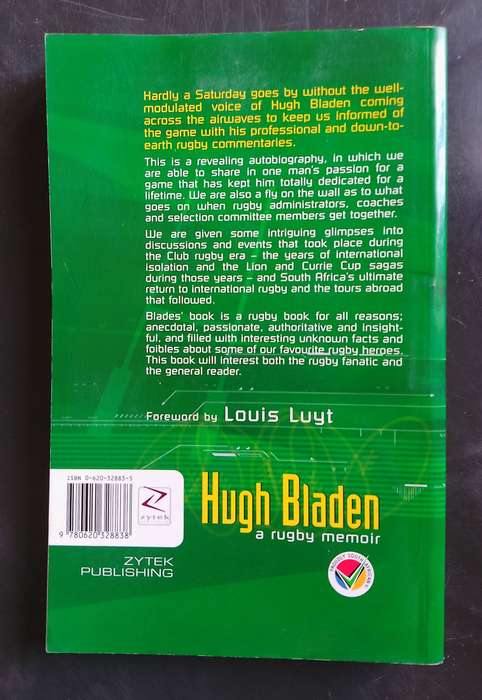 Hardly a Saturday goes by without the well-
modulated voice of Hugh Bladen coming
across the airwaves to keep us informed of
the game with his professional and down-to-
earth rugby commentaries.
This is a revealing autobiography, in which we
are able to share in one man's passion for a
game that has kept him totally dedicated for a
lifetime. We are also a fly on the wall as to what
goes on when rugby administrators, coaches
and selection committee members get together.
We are given some intriguing glimpses into
discussions and events that took place during
the Club rugby era – the years of international
isolation and the Lion and Currie Cup sagas
during those years – and South Africa's ultimate
return to international rugby and the tours abroad
that followed.
Blades' book is a rugby book for all reasons;
anecdotal, passionate, authoritative and insight-
ful, and filled with interesting unknown facts and
foibles about some of our favourite rugby heroes.
This book will interest both the rugby fanatic and
the general reader.
Foreword by Louis Luyt
ISBN 0-620-32883-5
zytek
9 780620 328838
Hugh Bladen
a rugby memoir
ZYTEK
PUBLISHING
PROUDLY SOUTH AFRICAN